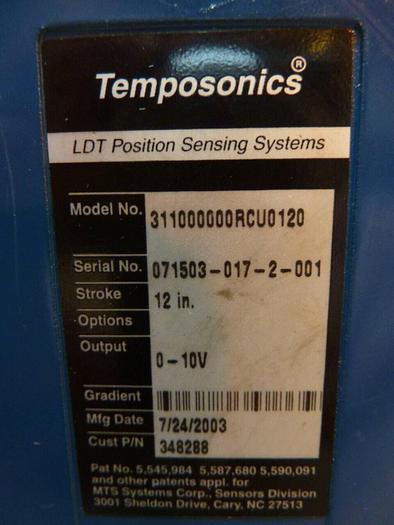 Temposonics®
LDT Position Sensing Systems
Model No. 311000000RCU0120
Serial No. 071503-017-2-001
Stroke 12 in.
Options
Output 0-10V
Gradient
Mfg Date 7/24/2003
Cust P/N 348288
Pat No. 5,545,984 5,587,680 5,590,091
and other patents appl. for
MTS Systems Corp., Sensors Division
3001 Sheldon Drive, Cary, NC 27513